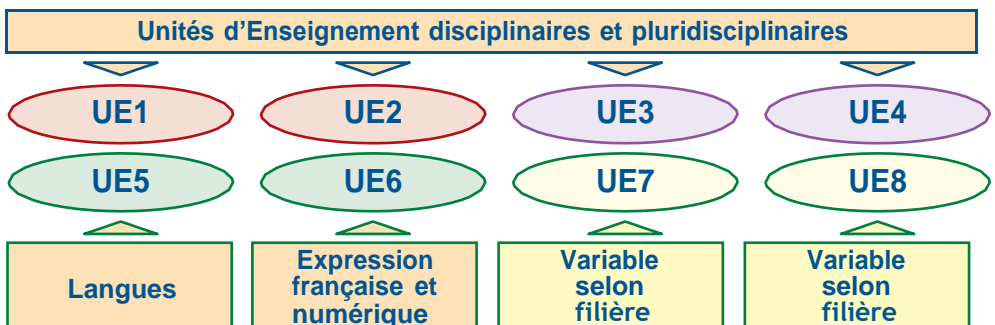 Unités d’Enseignement disciplinaires et pluridisciplinaires
UE1
UE2
UE3
UE4
UE5
UE6
UE7
UE8
Langues
Expression
française et
numérique
Variable
selon
filière
Variable
selon
filière